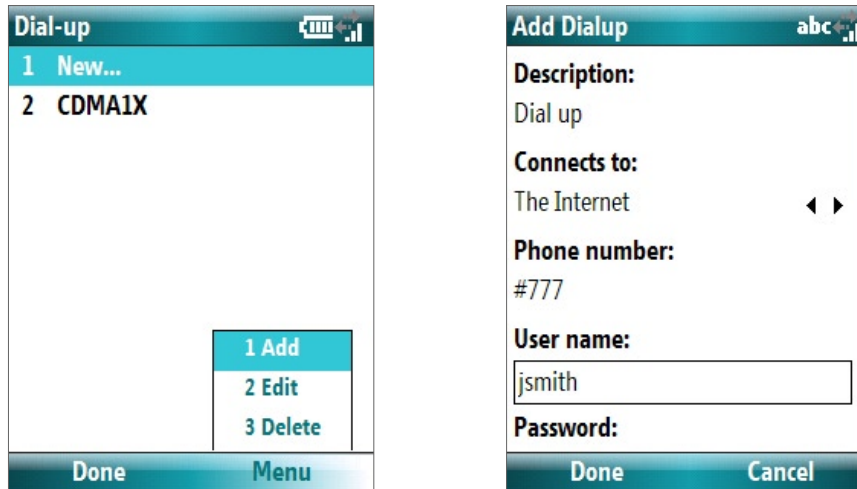 Dial-up
1 New...
2 CDMA1X
1 Add
2 Edit
3 Delete
Done Menu
Add Dialup abc
Description:
Dial up
Connects to:
The Internet
Phone number:
#777
User name:
jsmith
Password:
Done Cancel